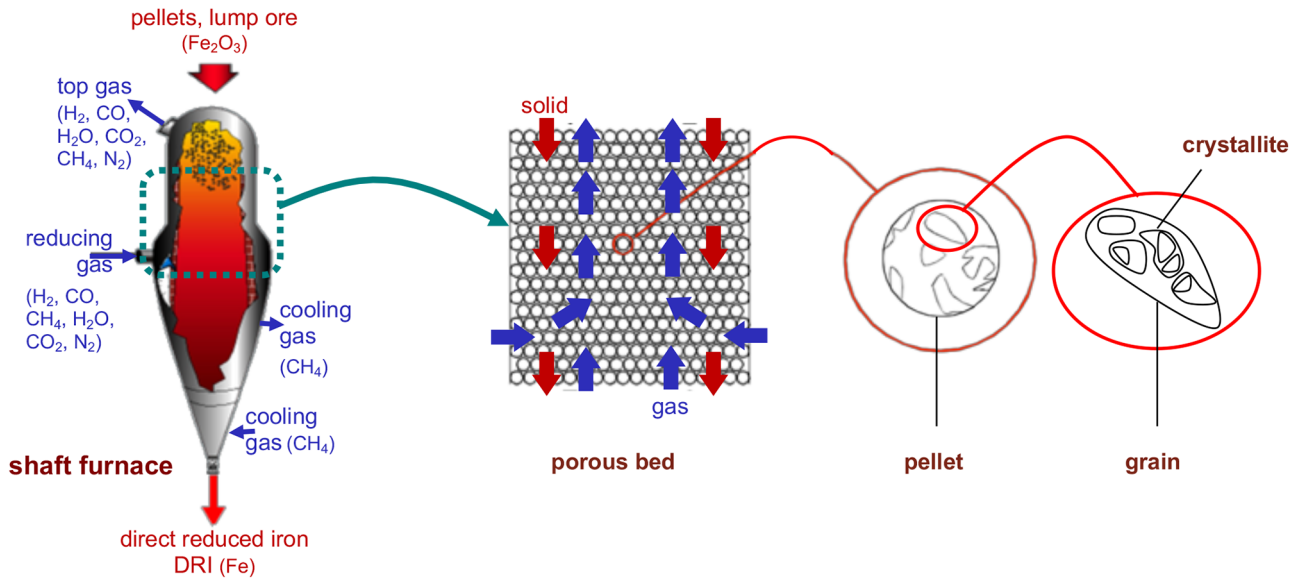 pellets, lump ore
(Fe₂O₃)
top gas
(H₂, CO,
H₂O, CO₂,
CH₄, N₂)
reducing
gas
(H₂, CO,
CH₄, H₂O,
CO₂, N₂)
cooling
gas
(CH₄)
cooling
gas (CH₄)
shaft furnace
direct reduced iron
DRI (Fe)
solid
gas
porous bed
pellet
crystallite
grain